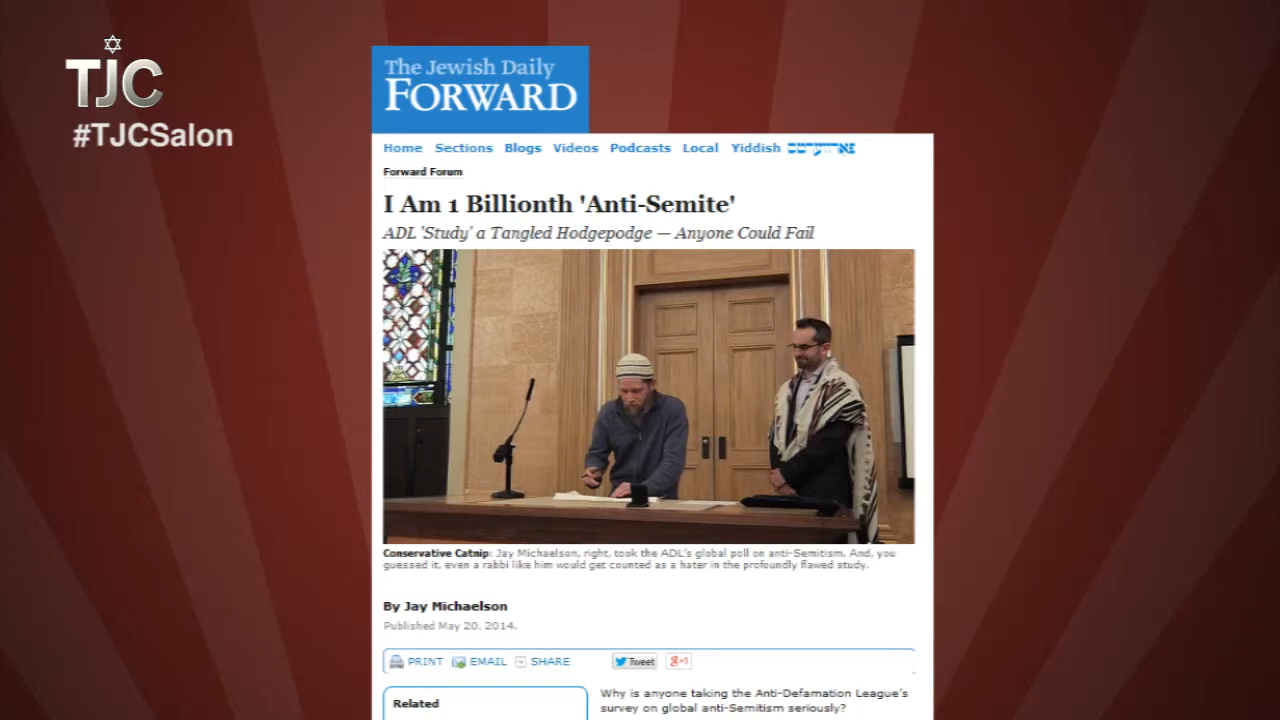 TJC
#TJCSalon
The Jewish Daily
FORWARD
Home Sections Blogs Videos Podcasts Local Yiddish פֿאָרווערטס
Forward Forum
I Am 1 Billionth 'Anti-Semite'
ADL 'Study' a Tangled Hodgepodge — Anyone Could Fail
Conservative Catnip: Jay Michaelson, right, took the ADL's global poll on anti-Semitism. And, you
guessed it, even a rabbi like him would get counted as a hater in the profoundly flawed study.
By Jay Michaelson
Published May 20, 2014.
PRINT EMAIL SHARE Tweet g+1
Related
Why is anyone taking the Anti-Defamation League's
survey on global anti-Semitism seriously?